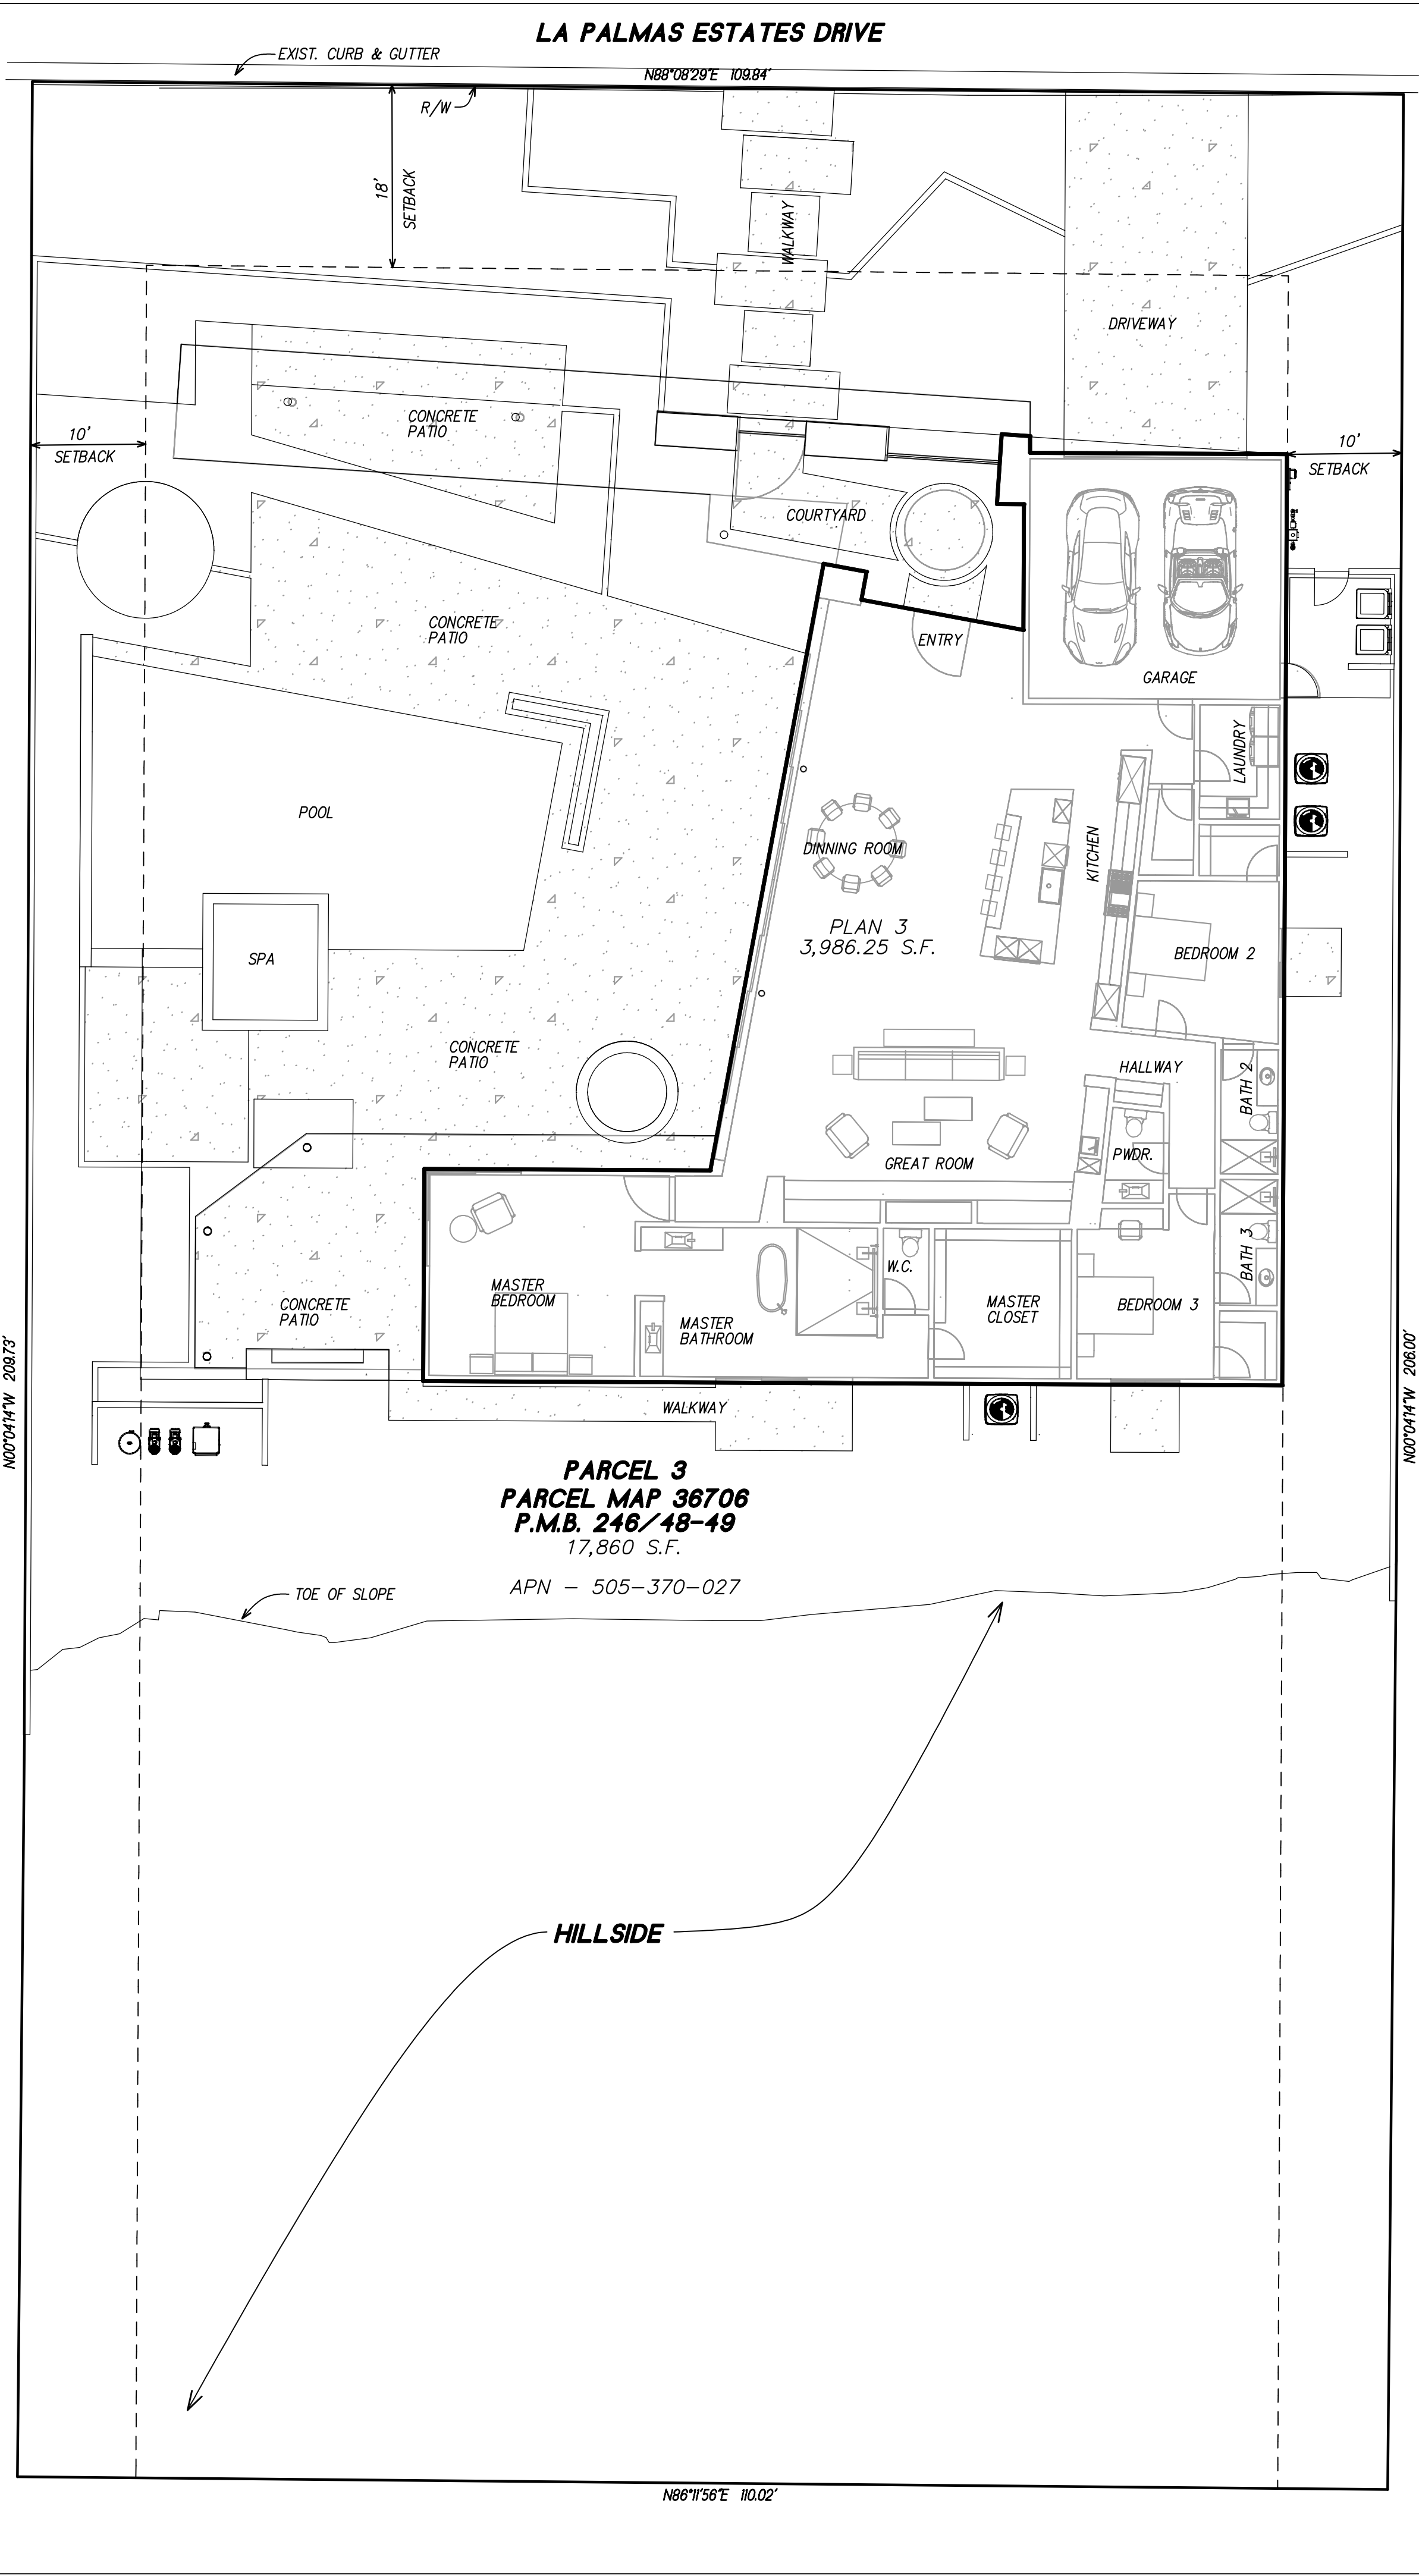 LA PALMAS ESTATES DRIVE
EXIST. CURB & GUTTER
N88°08'29"E 109.84'
R/W
18'
SETBACK
WALKWAY
DRIVEWAY
CONCRETE
PATIO
10'
SETBACK
10'
SETBACK
COURTYARD
CONCRETE
PATIO
ENTRY
GARAGE
LAUNDRY
POOL
DINNING ROOM
KITCHEN
PLAN 3
3,986.25 S.F.
BEDROOM 2
SPA
CONCRETE
PATIO
HALLWAY
BATH 2
GREAT ROOM
PWDR.
W.C.
BATH 3
MASTER
BEDROOM
MASTER
CLOSET
BEDROOM 3
CONCRETE
PATIO
MASTER
BATHROOM
N00°04'14"W 209.73'
N00°04'14"W 206.00'
WALKWAY
PARCEL 3
PARCEL MAP 36706
P.M.B. 246/48-49
17,860 S.F.
APN - 505-370-027
TOE OF SLOPE
HILLSIDE
N86°11'56"E 110.02'